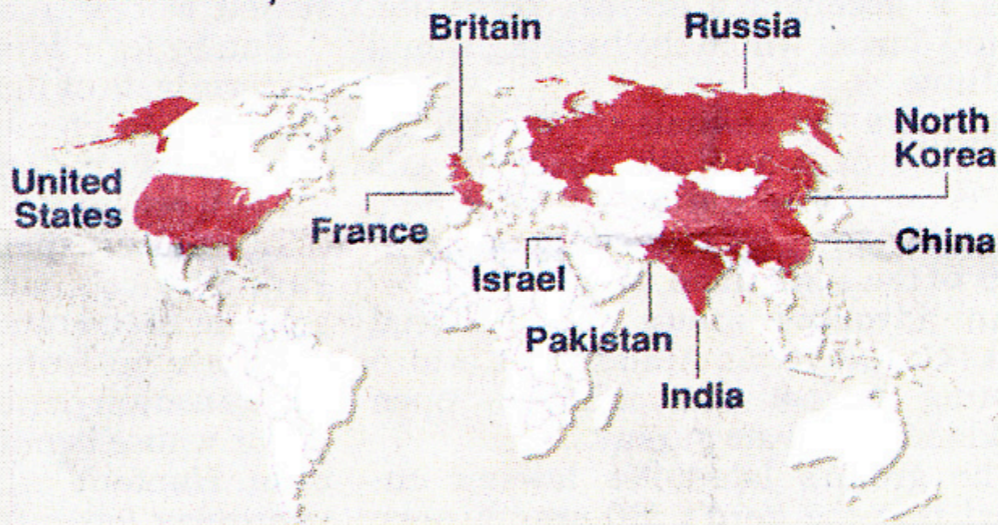 Britain
Russia
North
Korea
United
States
France
China
Israel
Pakistan
India